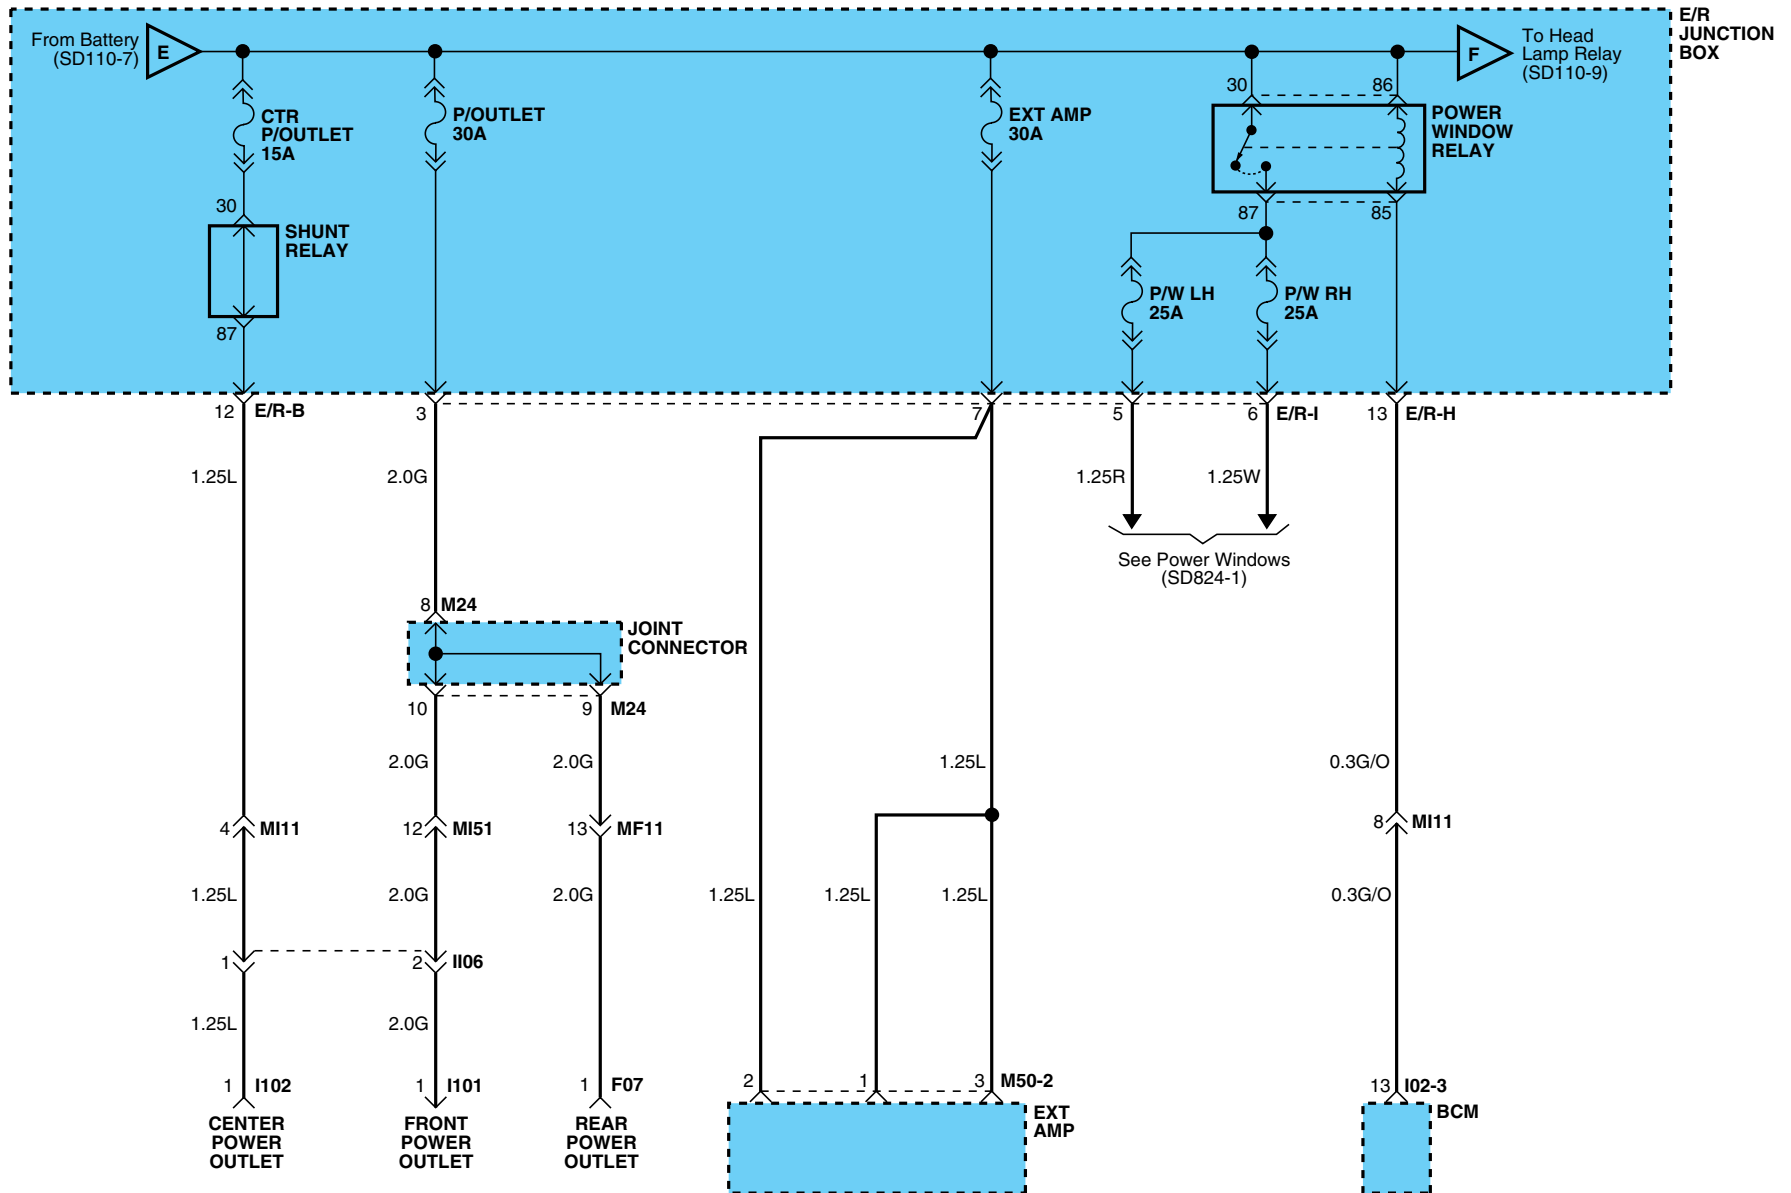 E/R
JUNCTION
BOX
From Battery
(SD110-7)
E
F
To Head
Lamp Relay
(SD110-9)
CTR
P/OUTLET
15A
P/OUTLET
30A
EXT AMP
30A
30
86
POWER
WINDOW
RELAY
30
SHUNT
RELAY
87
87
85
P/W LH
25A
P/W RH
25A
12
E/R-B
3
7
5
6
E/R-I
13
E/R-H
1.25L
2.0G
1.25R
1.25W
See Power Windows
(SD824-1)
8
M24
JOINT
CONNECTOR
10
9
M24
2.0G
2.0G
1.25L
0.3G/O
4
MI11
12
MI51
13
MF11
8
MI11
1.25L
2.0G
2.0G
1.25L
1.25L
1.25L
0.3G/O
1
2
II06
1.25L
2.0G
1
I102
1
I101
1
F07
2
1
3
M50-2
13
I02-3
CENTER
POWER
OUTLET
FRONT
POWER
OUTLET
REAR
POWER
OUTLET
EXT
AMP
BCM